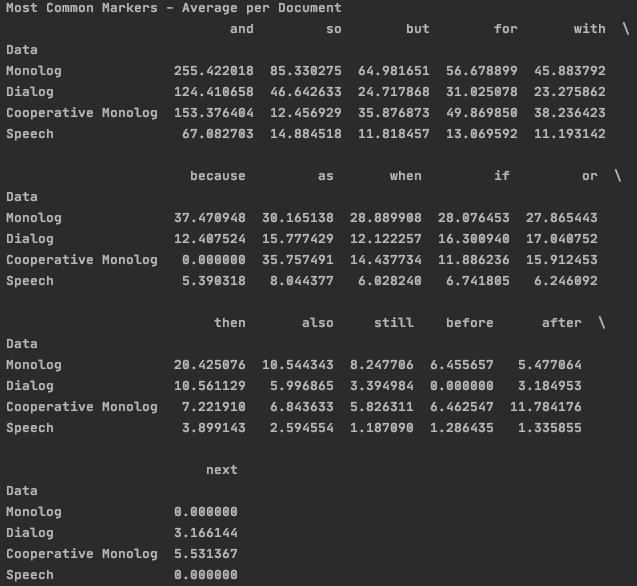 Most Common Markers - Average per Document
and so but for with \
Data
Monolog 255.422018 85.330275 64.981651 56.678899 45.883792
Dialog 124.410658 46.642633 24.717868 31.025078 23.275862
Cooperative Monolog 153.376404 12.456929 35.876873 49.869850 38.236423
Speech 67.082703 14.884518 11.818457 13.069592 11.193142
because as when if or \
Data
Monolog 37.470948 30.165138 28.889908 28.076453 27.865443
Dialog 12.407524 15.777429 12.122257 16.300940 17.040752
Cooperative Monolog 0.000000 35.757491 14.437734 11.886236 15.912453
Speech 5.390318 8.044377 6.028240 6.741805 6.246092
then also still before after \
Data
Monolog 20.425076 10.544343 8.247706 6.455657 5.477064
Dialog 10.561129 5.996865 3.394984 0.000000 3.184953
Cooperative Monolog 7.221910 6.843633 5.826311 6.462547 11.784176
Speech 3.899143 2.594554 1.187090 1.286435 1.335855
next
Data
Monolog 0.000000
Dialog 3.166144
Cooperative Monolog 5.531367
Speech 0.000000